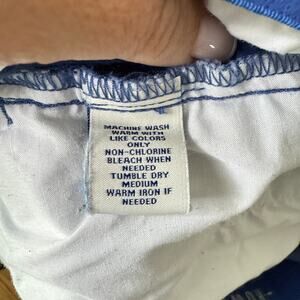 MACHINE WASH
WARM WITH
LIKE COLORS
ONLY
NON-CHLORINE
BLEACH WHEN
NEEDED
TUMBLE DRY
MEDIUM
WARM IRON IF
NEEDED